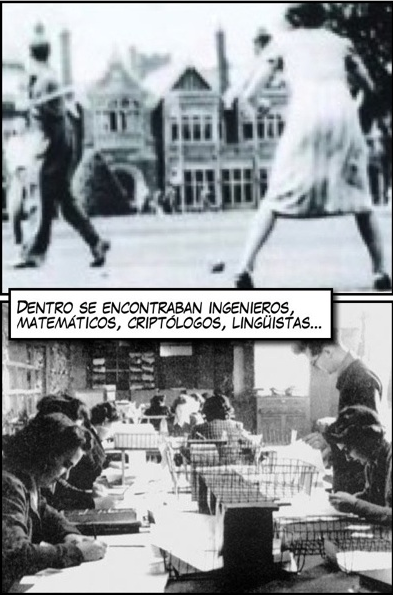 DENTRO SE ENCONTRABAN INGENIEROS,
MATEMÁTICOS, CRIPTÓLOGOS, LINGÜISTAS...